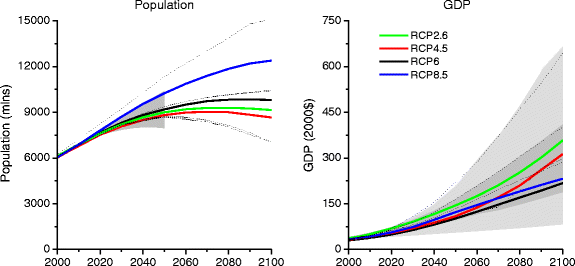 Population
GDP
15000
12000
9000
6000
3000
0
Population (mlns)
2000 2020 2040 2060 2080 2100
750
600
450
300
150
0
GDP (2000$)
RCP2.6
RCP4.5
RCP6
RCP8.5
2000 2020 2040 2060 2080 2100